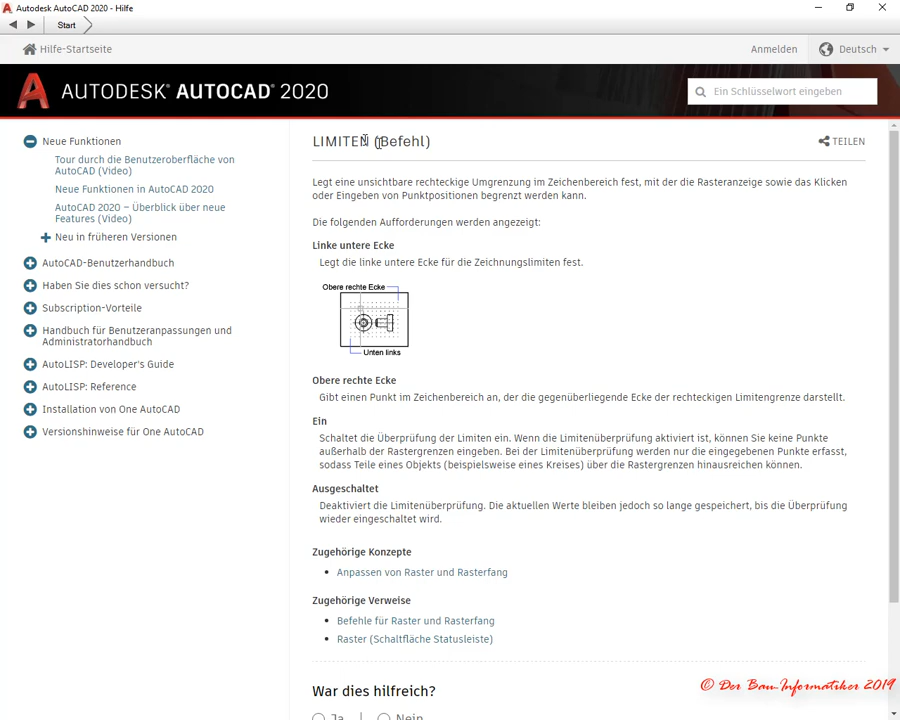 Autodesk AutoCAD 2020 - Hilfe
Start
Hilfe-Startseite
Anmelden
Deutsch
AUTODESK® AUTOCAD® 2020
Ein Schlüsselwort eingeben
Neue Funktionen
Tour durch die Benutzeroberfläche von
AutoCAD (Video)
Neue Funktionen in AutoCAD 2020
AutoCAD 2020 – Überblick über neue
Features (Video)
Neu in früheren Versionen
AutoCAD-Benutzerhandbuch
Haben Sie dies schon versucht?
Subscription-Vorteile
Handbuch für Benutzeranpassungen und
Administratorhandbuch
AutoLISP: Developer's Guide
AutoLISP: Reference
Installation von One AutoCAD
Versionshinweise für One AutoCAD
LIMITEN (Befehl)
TEILEN
Legt eine unsichtbare rechteckige Umgrenzung im Zeichenbereich fest, mit der die Rasteranzeige sowie das Klicken
oder Eingeben von Punktpositionen begrenzt werden kann.
Die folgenden Aufforderungen werden angezeigt:
Linke untere Ecke
Legt die linke untere Ecke für die Zeichnungslimiten fest.
Obere rechte Ecke
Unten links
Obere rechte Ecke
Gibt einen Punkt im Zeichenbereich an, der die gegenüberliegende Ecke der rechteckigen Limitengrenze darstellt.
Ein
Schaltet die Überprüfung der Limiten ein. Wenn die Limitenüberprüfung aktiviert ist, können Sie keine Punkte
außerhalb der Rastergrenzen eingeben. Bei der Limitenüberprüfung werden nur die eingegebenen Punkte erfasst,
sodass Teile eines Objekts (beispielsweise eines Kreises) über die Rastergrenzen hinausreichen können.
Ausgeschaltet
Deaktiviert die Limitenüberprüfung. Die aktuellen Werte bleiben jedoch so lange gespeichert, bis die Überprüfung
wieder eingeschaltet wird.
Zugehörige Konzepte
• Anpassen von Raster und Rasterfang
Zugehörige Verweise
• Befehle für Raster und Rasterfang
• Raster (Schaltfläche Statusleiste)
War dies hilfreich?
Ja | Nein
© Der Bau-Informatiker 2019